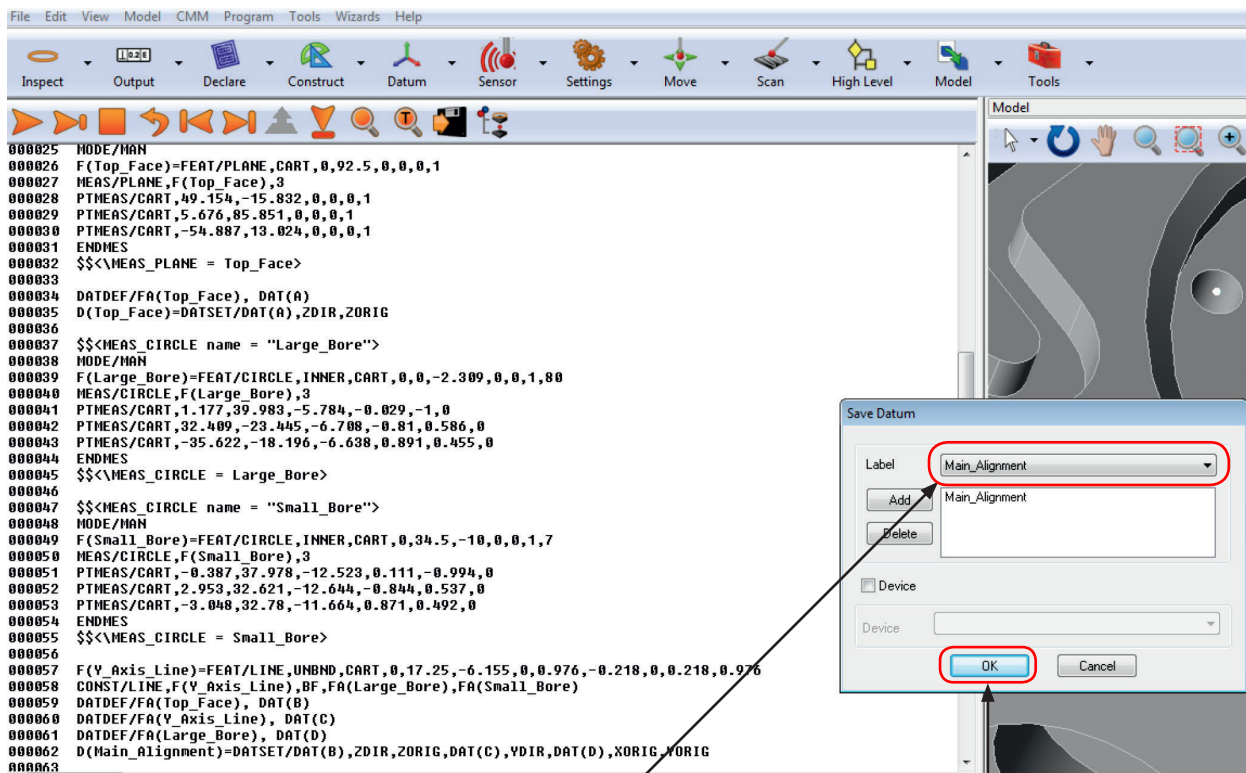 File Edit View Model CMM Program Tools Wizards Help
Inspect Output Declare Construct Datum Sensor Settings Move Scan High Level Model Tools
Model
000025 MODE/MAN
000026 F(Top_Face)=FEAT/PLANE,CART,0,92.5,0,0,0,1
000027 MEAS/PLANE,F(Top_Face),3
000028 PTMEAS/CART,49.154,-15.832,0,0,0,1
000029 PTMEAS/CART,5.676,85.851,0,0,0,1
000030 PTMEAS/CART,-54.887,13.024,0,0,0,1
000031 ENDMES
000032 $$<\MEAS_PLANE = Top_Face>
000033
000034 DATDEF/FA(Top_Face), DAT(A)
000035 D(Top_Face)=DATSET/DAT(A),ZDIR,ZORIG
000036
000037 $$<MEAS_CIRCLE name = "Large_Bore">
000038 MODE/MAN
000039 F(Large_Bore)=FEAT/CIRCLE,INNER,CART,0,0,-2.309,0,0,1,80
000040 MEAS/CIRCLE,F(Large_Bore),3
000041 PTMEAS/CART,1.177,39.983,-5.784,-0.029,-1,0
000042 PTMEAS/CART,32.409,-23.445,-6.708,-0.81,0.586,0
000043 PTMEAS/CART,-35.622,-18.196,-6.638,0.891,0.455,0
000044 ENDMES
000045 $$<\MEAS_CIRCLE = Large_Bore>
000046
000047 $$<MEAS_CIRCLE name = "Small_Bore">
000048 MODE/MAN
000049 F(Small_Bore)=FEAT/CIRCLE,INNER,CART,0,34.5,-10,0,0,1,7
000050 MEAS/CIRCLE,F(Small_Bore),3
000051 PTMEAS/CART,-0.387,37.978,-12.523,0.111,-0.994,0
000052 PTMEAS/CART,2.953,32.621,-12.644,-0.844,0.537,0
000053 PTMEAS/CART,-3.048,32.78,-11.664,0.871,0.492,0
000054 ENDMES
000055 $$<\MEAS_CIRCLE = Small_Bore>
000056
000057 F(Y_Axis_Line)=FEAT/LINE,UNBND,CART,0,17.25,-6.155,0,0.976,-0.218,0,0.218,0.976
000058 CONST/LINE,F(Y_Axis_Line),BF,FA(Large_Bore),FA(Small_Bore)
000059 DATDEF/FA(Top_Face), DAT(B)
000060 DATDEF/FA(Y_Axis_Line), DAT(C)
000061 DATDEF/FA(Large_Bore), DAT(D)
000062 D(Main_Alignment)=DATSET/DAT(B),ZDIR,ZORIG,DAT(C),YDIR,DAT(D),XORIG,YORIG
000063
Save Datum
Label Main_Alignment
Add Main_Alignment
Delete
Device
Device
OK Cancel